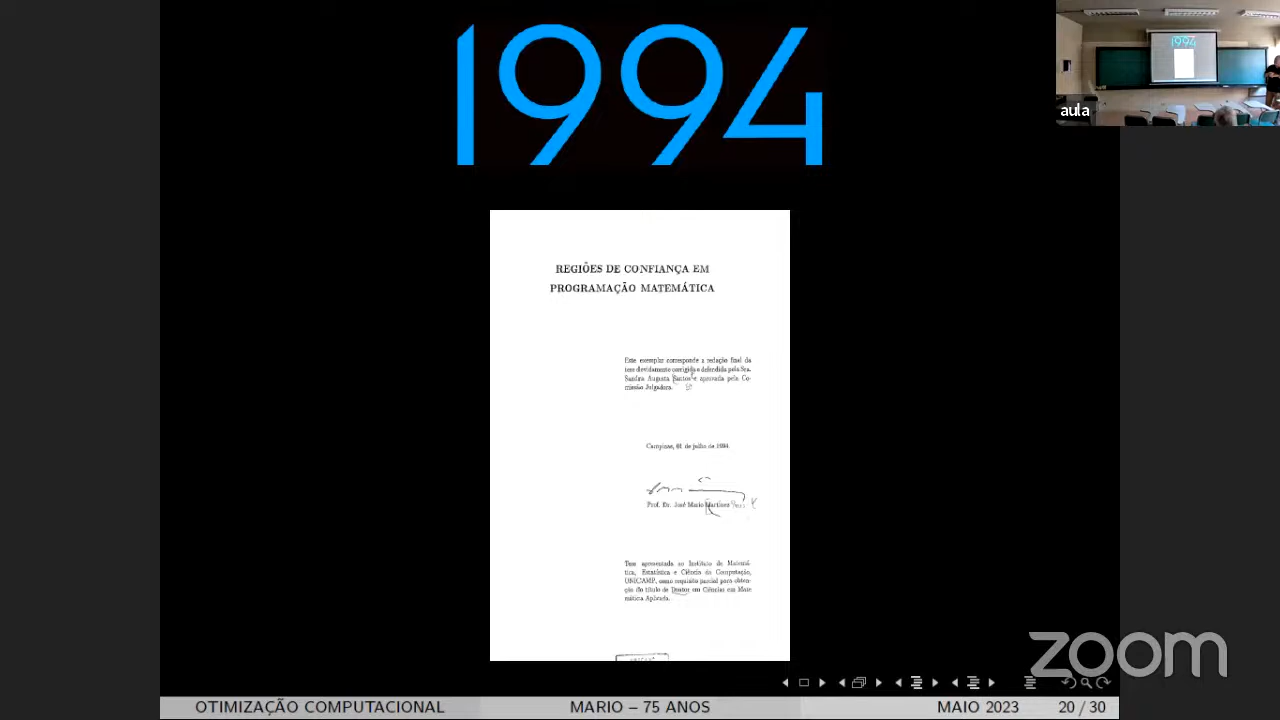 1994
aula
REGIÕES DE CONFIANÇA EM
PROGRAMAÇÃO MATEMÁTICA
Este exemplar corresponde a redação final da
tese devidamente corrigida e defendida pela Sra.
Sandra Augusta Santos e aprovada pela Co-
missão Julgadora.
Campinas, de julho de 1994.
Prof. Dr. José Mario Martínez
Tese apresentada ao Instituto de Matemá-
tica, Estatística e Ciência da Computação,
UNICAMP, como requisito parcial para obten-
ção do título de Doutor em Ciências em Mate
mática Aplicada.
zoom
OTIMIZAÇÃO COMPUTACIONAL MARIO – 75 ANOS MAIO 2023 20 / 30